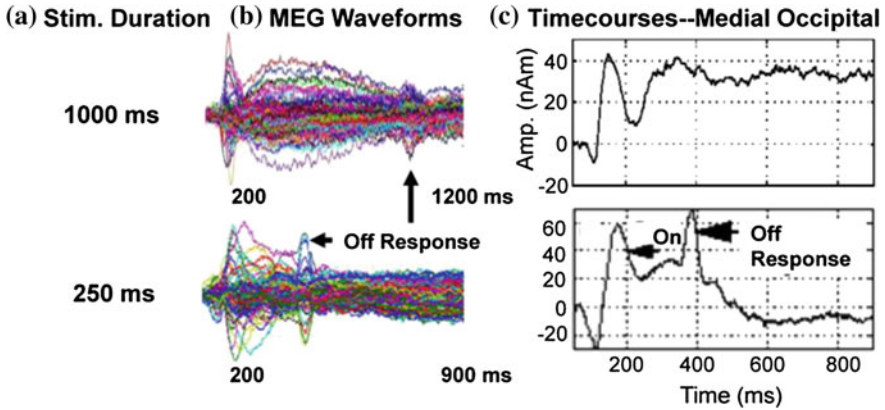 (a) Stim. Duration (b) MEG Waveforms (c) Timecourses--Medial Occipital
1000 ms
200 1200 ms
Off Response
250 ms
200 900 ms
Amp. (nAm)
40
20
0
-20
60
40
20
0
-20
On
Off
Response
50 200 400 600 800
Time (ms)